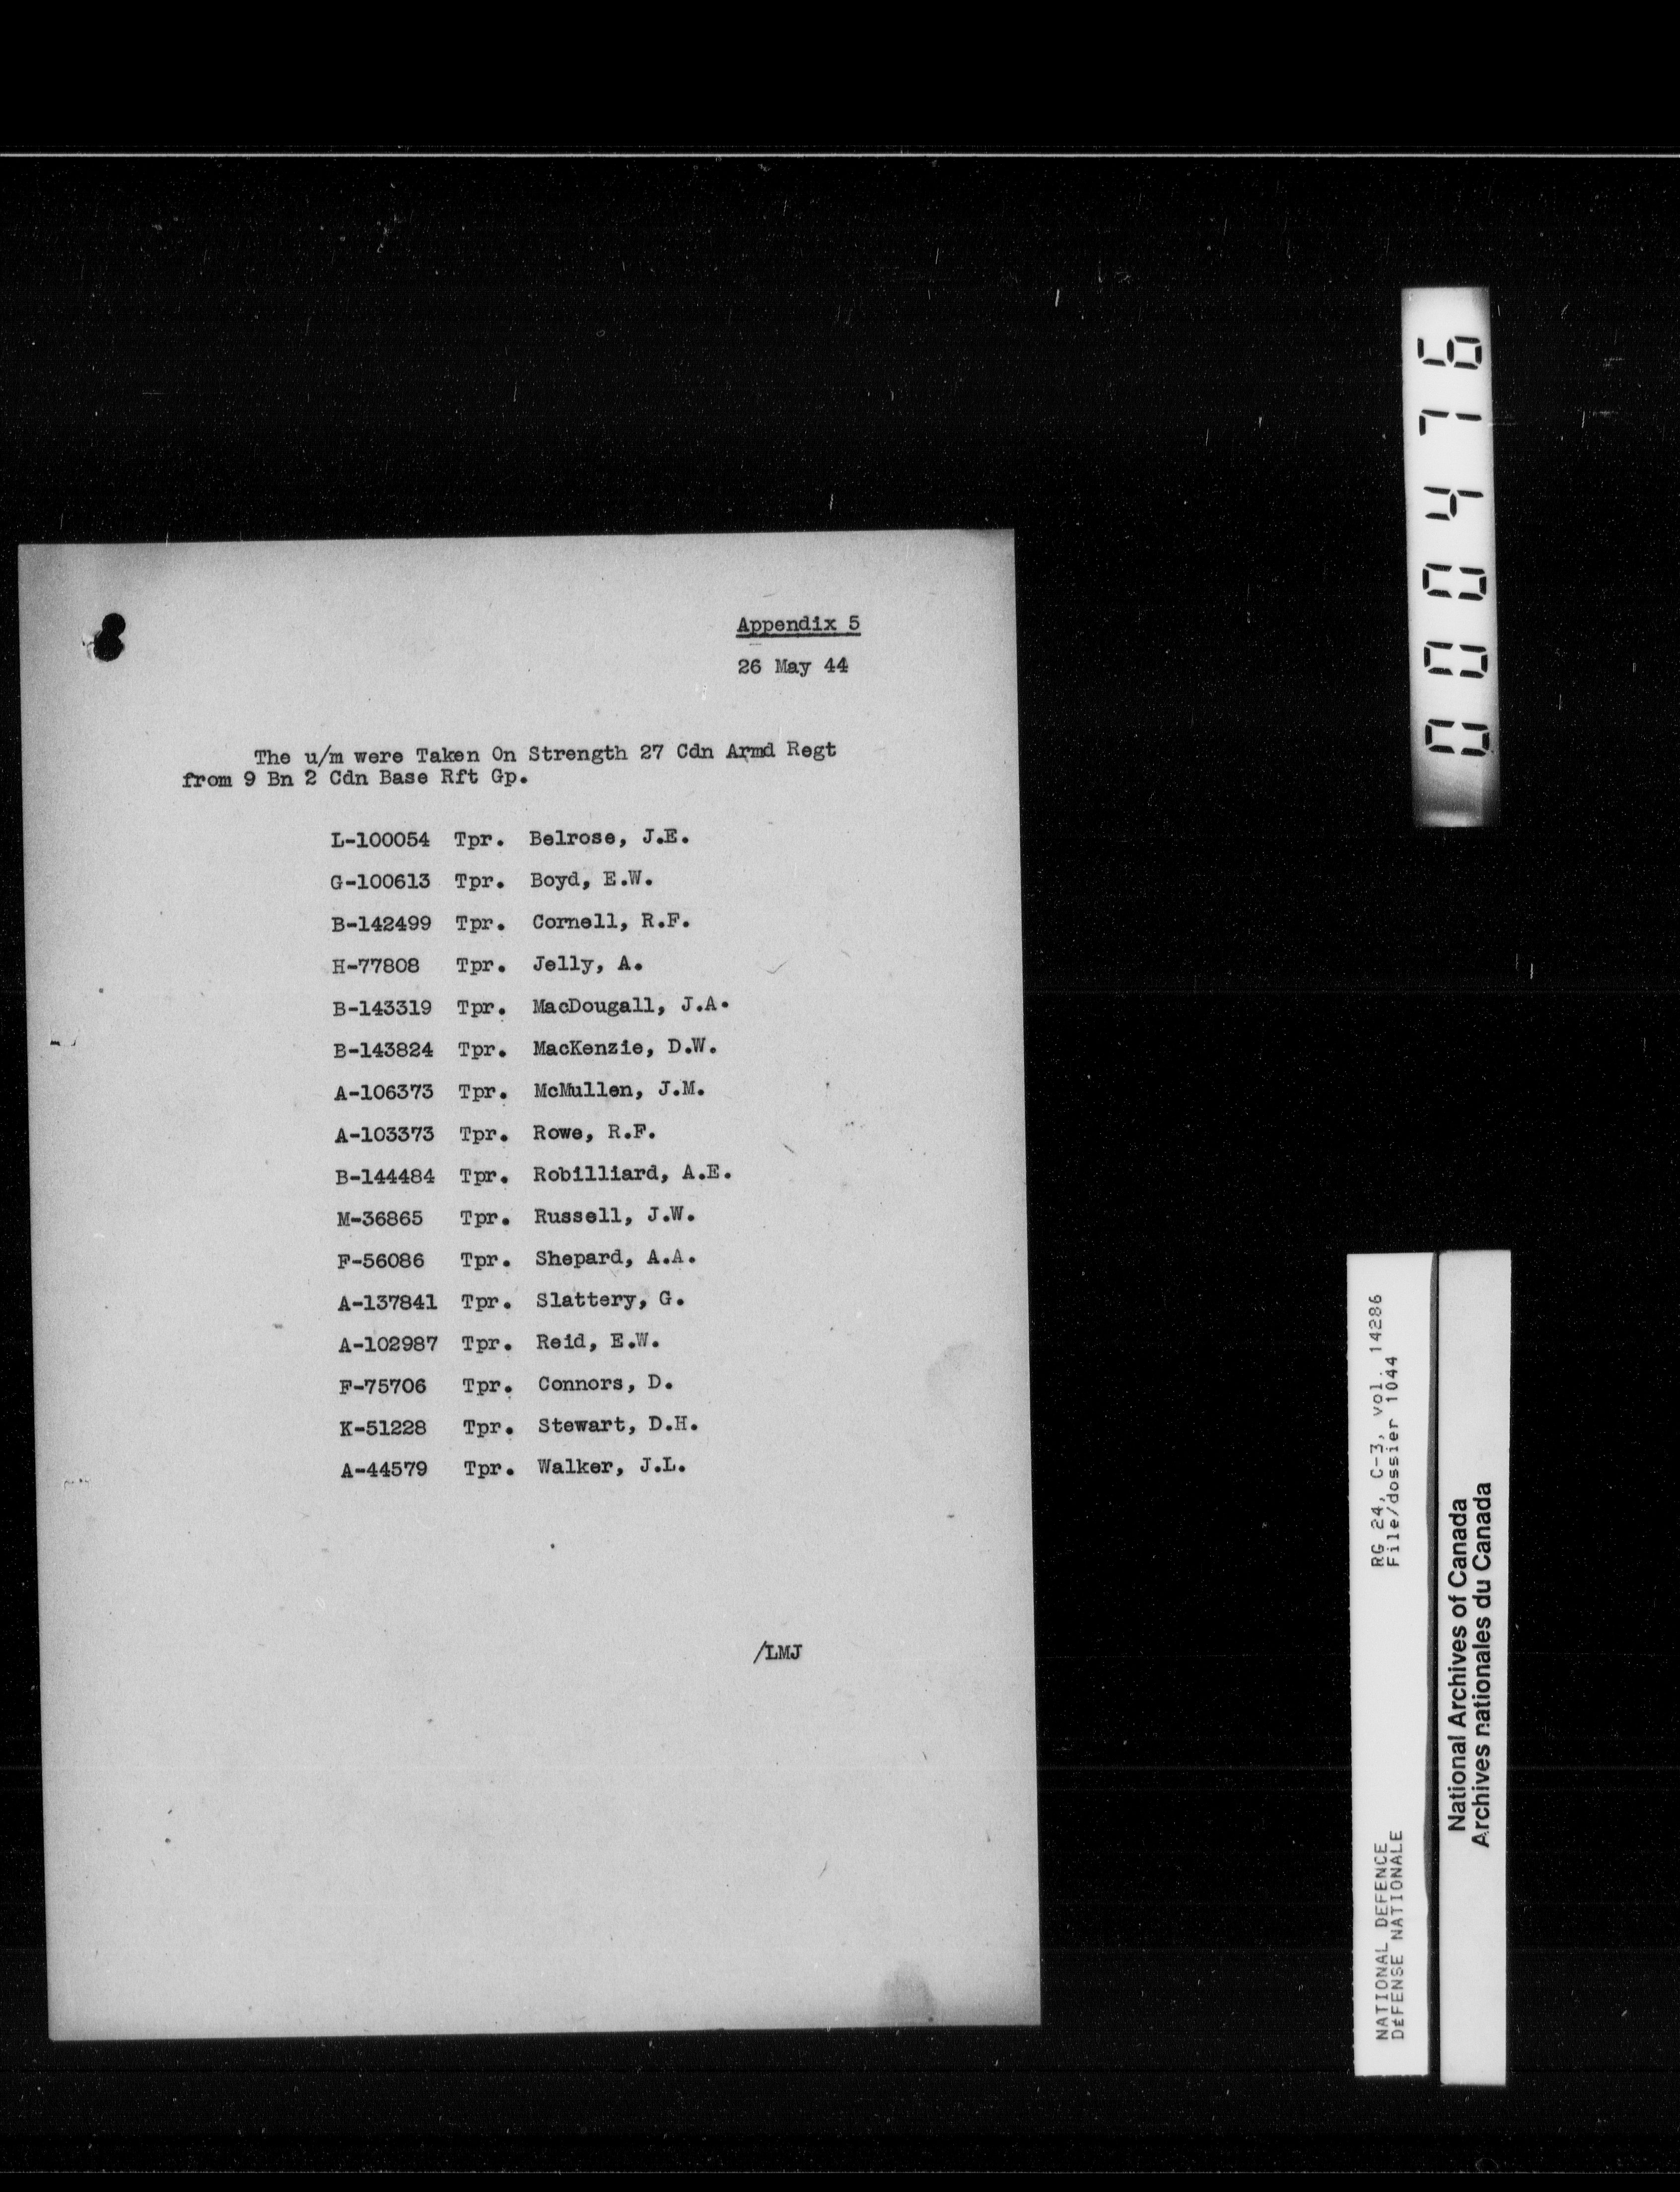 Appendix 5
26 May 44
The u/m were Taken On Strength 27 Cdn Armd Regt
from 9 Bn 2 Cdn Base Rft Gp.
L-100054 Tpr. Belrose, J.E.
G-100613 Tpr. Boyd, E.W.
B-142499 Tpr. Cornell, R.F.
H-77808 Tpr. Jelly, A.
B-143319 Tpr. MacDougall, J.A.
B-143824 Tpr. MacKenzie, D.W.
A-106373 Tpr. McMullen, J.M.
A-103373 Tpr. Rowe, R.F.
B-144484 Tpr. Robilliard, A.E.
M-36865 Tpr. Russell, J.W.
F-56086 Tpr. Shepard, A.A.
A-137841 Tpr. Slattery, G.
A-102987 Tpr. Reid, E.W.
F-75706 Tpr. Connors, D.
K-51228 Tpr. Stewart, D.H.
A-44579 Tpr. Walker, J.L.
/LMJ
000476
NATIONAL DEFENCE RG 24, C-3, vol. 14286
DÉFENSE NATIONALE File/dossier 1044
National Archives of Canada
Archives nationales du Canada